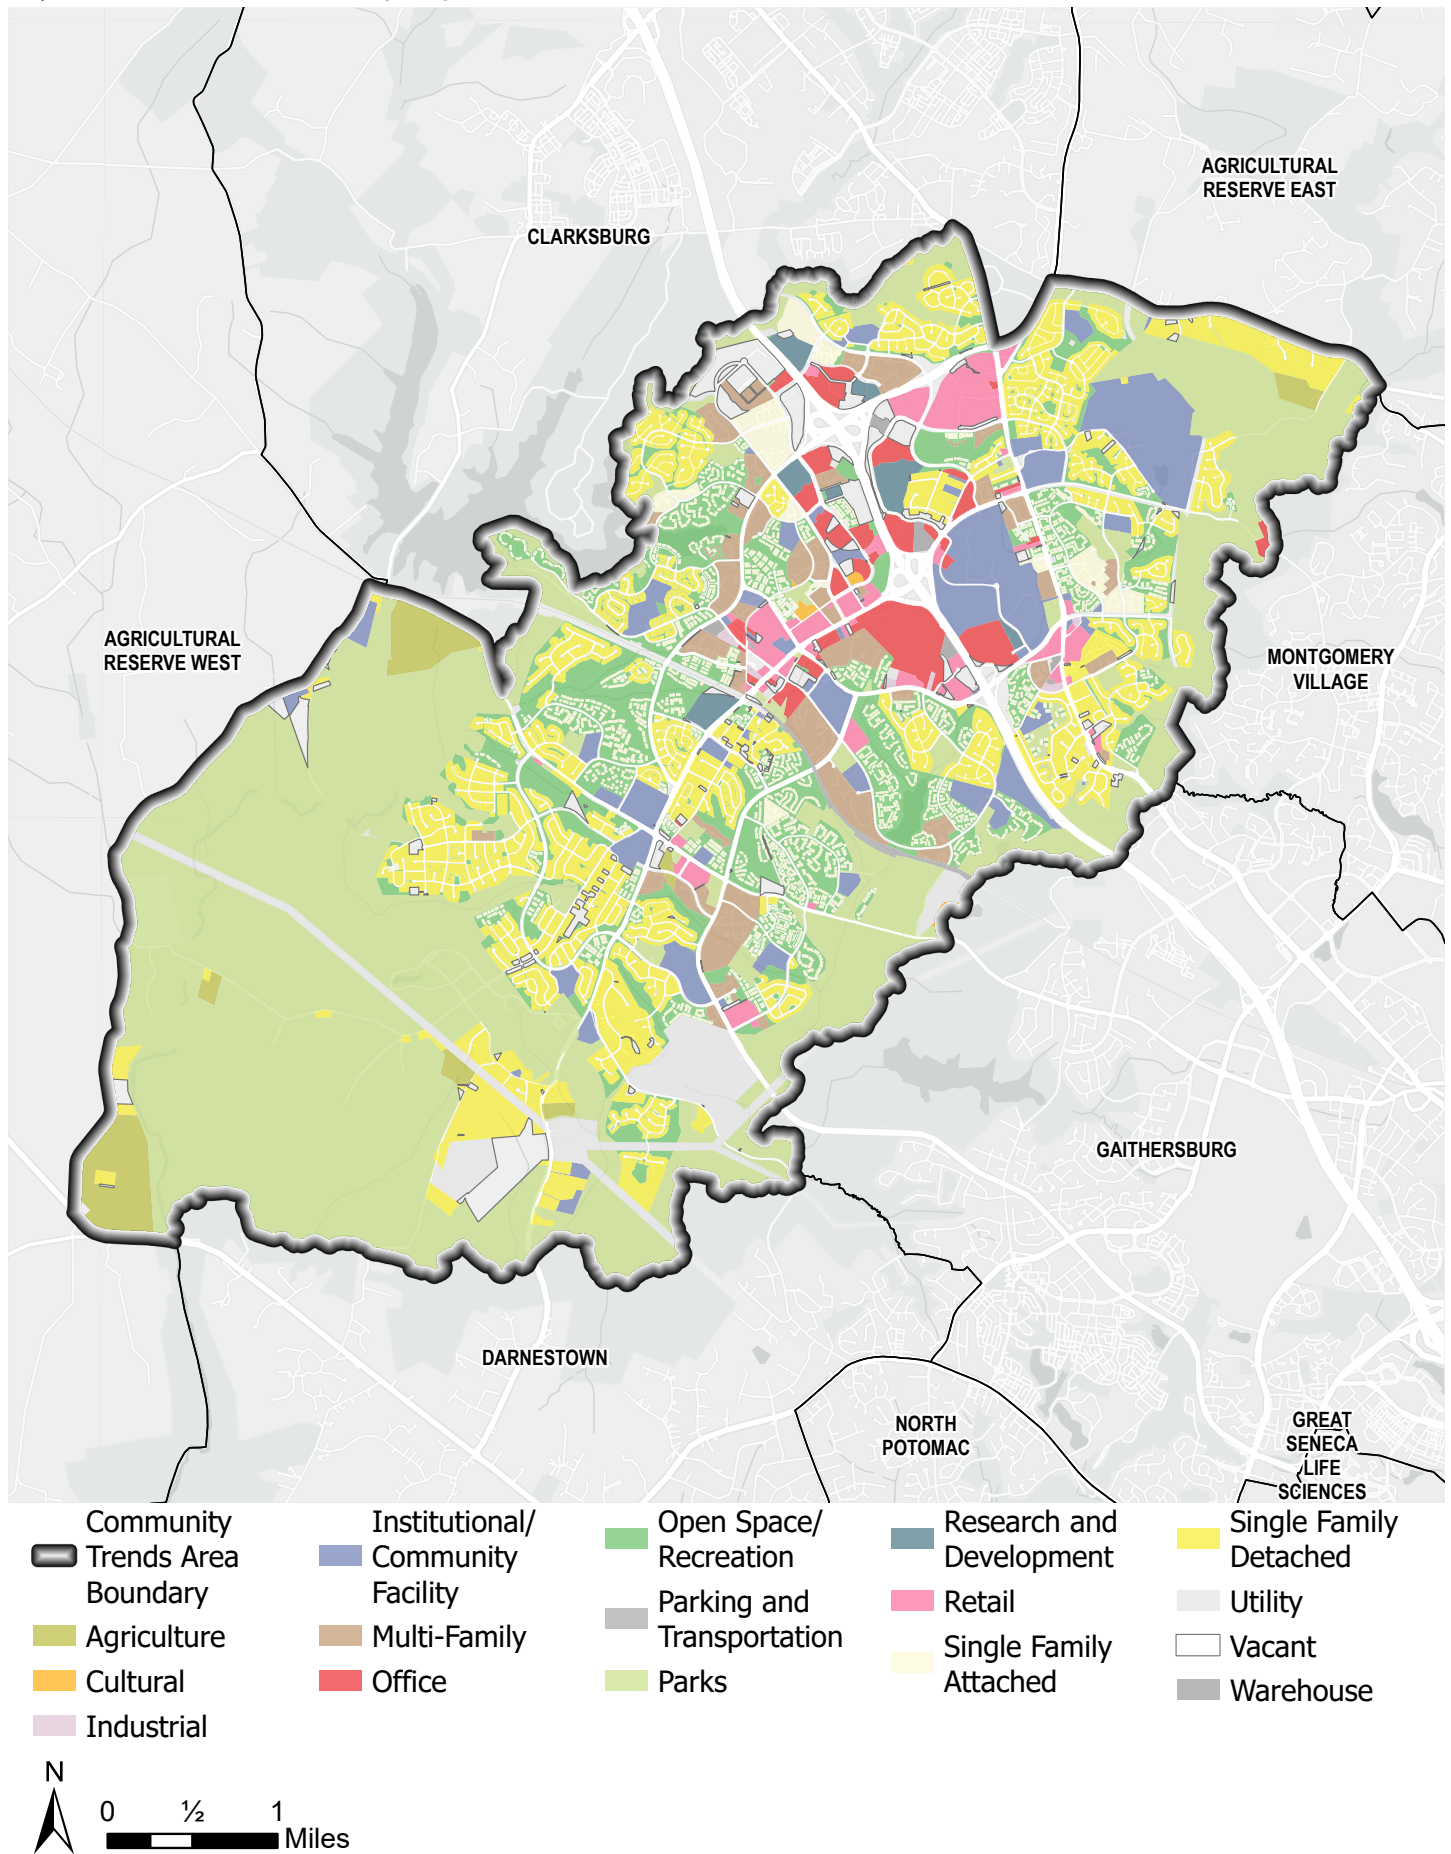 AGRICULTURAL
RESERVE EAST
CLARKSBURG
AGRICULTURAL
RESERVE WEST
MONTGOMERY
VILLAGE
GAITHERSBURG
DARNESTOWN
NORTH
POTOMAC
GREAT
SENECA
LIFE
SCIENCES
Community
Trends Area
Boundary
Agriculture
Cultural
Industrial
Institutional/
Community
Facility
Multi-Family
Office
Open Space/
Recreation
Parking and
Transportation
Parks
Research and
Development
Retail
Single Family
Attached
Single Family
Detached
Utility
Vacant
Warehouse
N
0 ½ 1
Miles